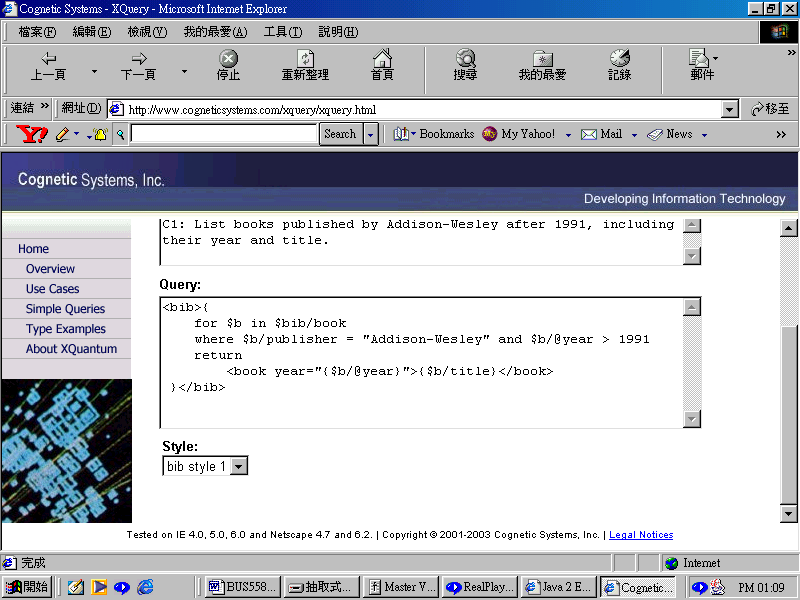 Cognetic Systems - XQuery - Microsoft Internet Explorer
檔案(F) 編輯(E) 檢視(V) 我的最愛(A) 工具(T) 說明(H)
上一頁 下一頁 停止 重新整理 首頁 搜尋 我的最愛 記錄 郵件 »
連結 » 網址(D) http://www.cogneticsystems.com/xquery/xquery.html 移至
Y! Search Bookmarks My Yahoo! Mail News »
Cognetic Systems, Inc.
Developing Information Technology
Home
Overview
Use Cases
Simple Queries
Type Examples
About XQuantum
C1: List books published by Addison-Wesley after 1991, including
their year and title.
Query:
<bib>{
for $b in $bib/book
where $b/publisher = "Addison-Wesley" and $b/@year > 1991
return
<book year="{$b/@year}">{$b/title}</book>
}</bib>
Style:
bib style 1
Tested on IE 4.0, 5.0, 6.0 and Netscape 4.7 and 6.2. | Copyright © 2001-2003 Cognetic Systems, Inc. | Legal Notices
完成 Internet
開始 BUS558... 抽取式... Master V... RealPlay... Java 2 E... Cognetic... PM 01:09